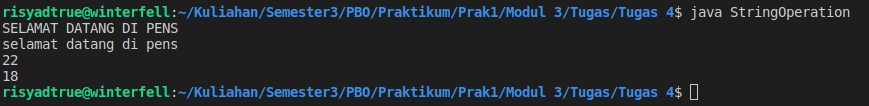 risyadtrue@winterfell:~/Kuliahan/Semester3/PBO/Praktikum/Prak1/Modul 3/Tugas/Tugas 4$ java StringOperation
SELAMAT DATANG DI PENS
selamat datang di pens
22
18
risyadtrue@winterfell:~/Kuliahan/Semester3/PBO/Praktikum/Prak1/Modul 3/Tugas/Tugas 4$